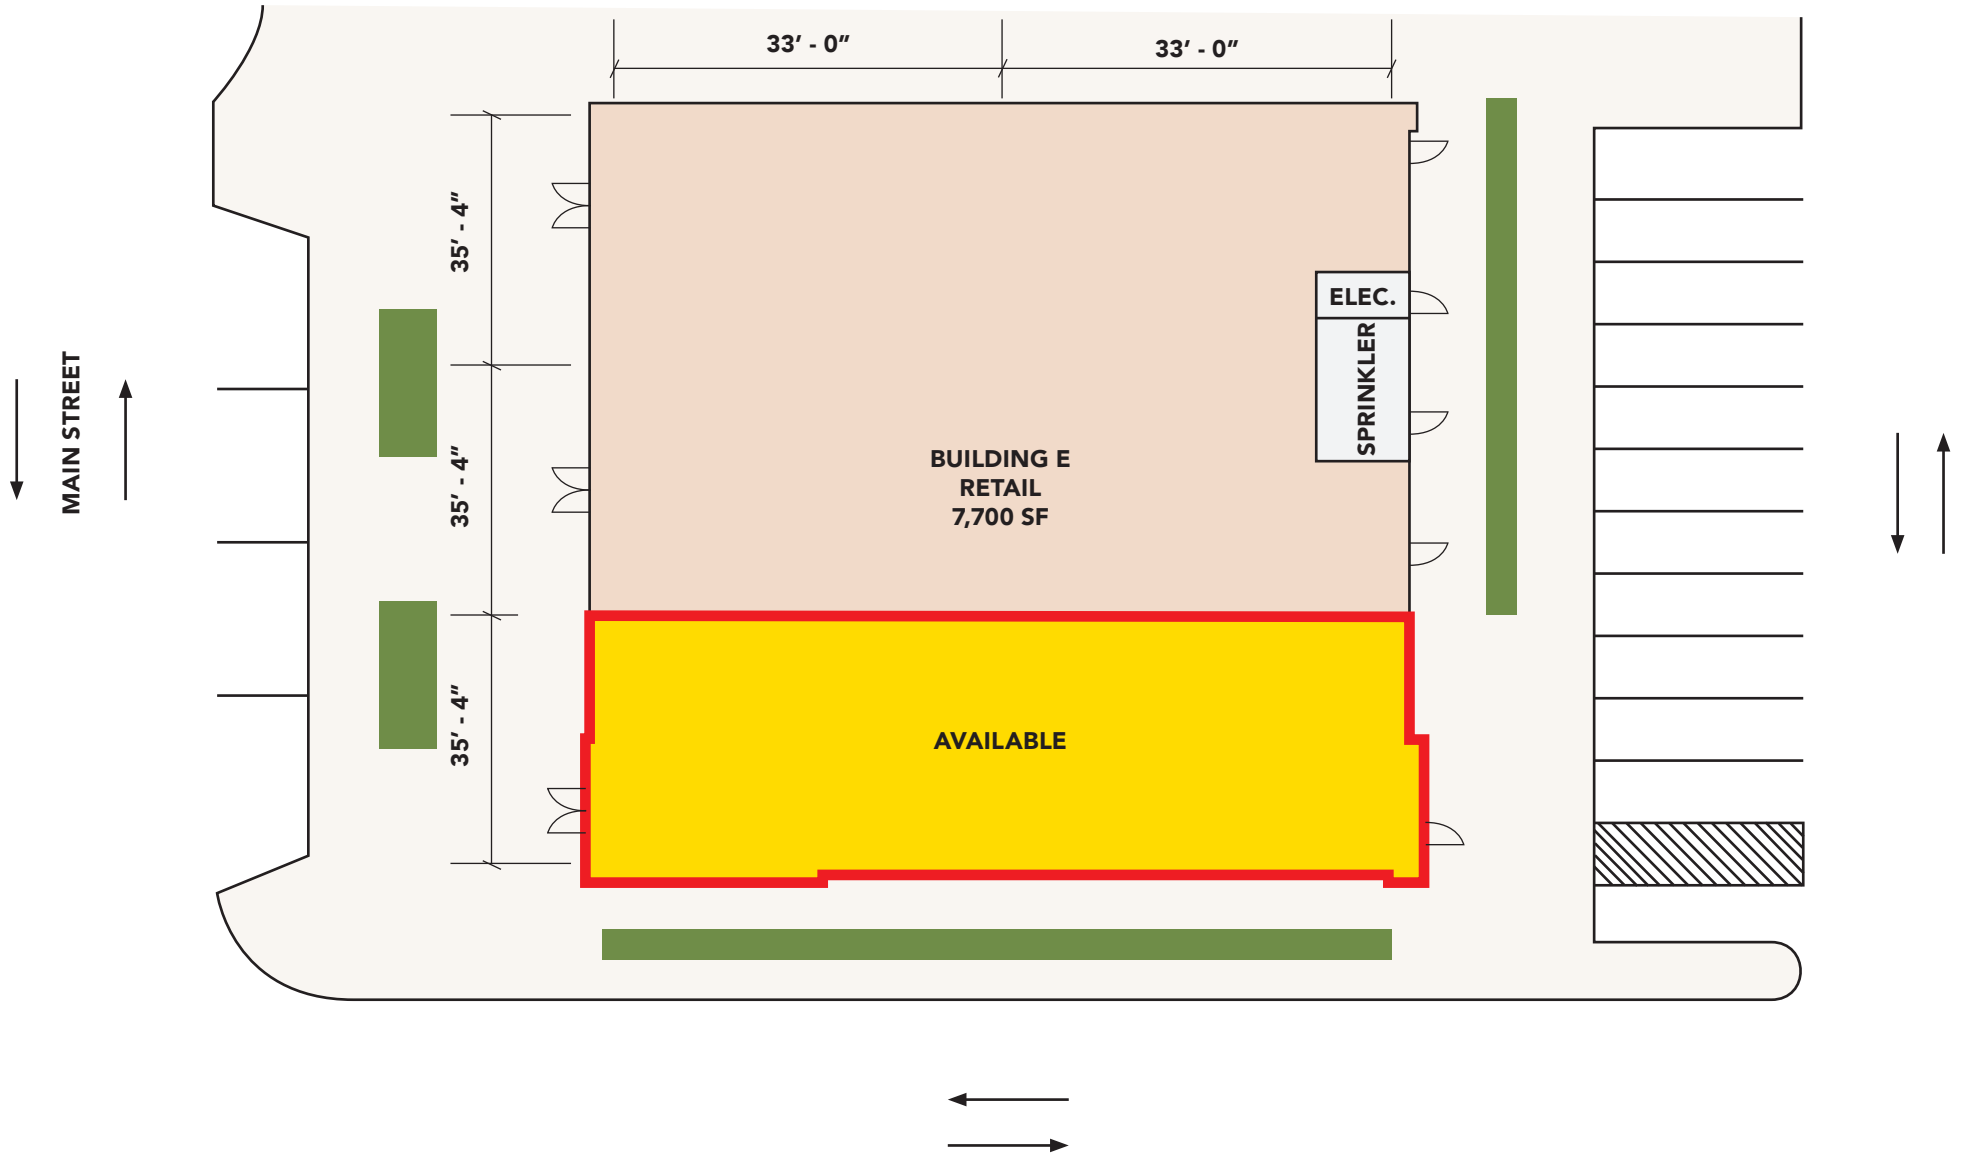 33’ - 0”
33’ - 0”
35’ - 4”
ELEC.
SPRINKLER
MAIN STREET
35’ - 4”
BUILDING E
RETAIL
7,700 SF
35’ - 4”
AVAILABLE